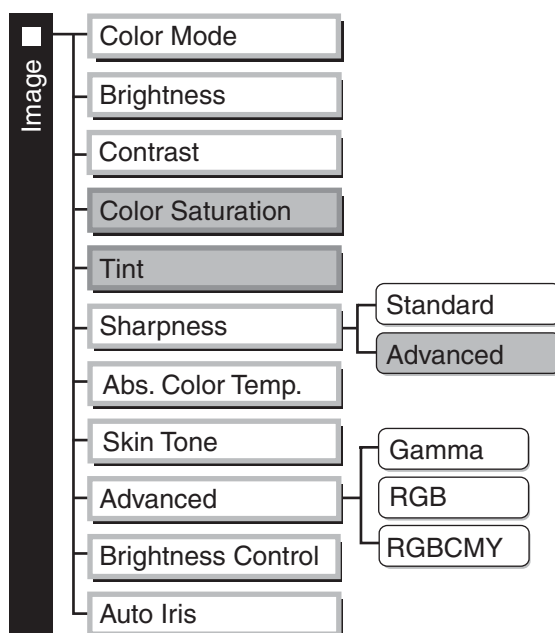 Image
Color Mode
Brightness
Contrast
Color Saturation
Tint
Sharpness
Standard
Advanced
Abs. Color Temp.
Skin Tone
Advanced
Gamma
RGB
RGBCMY
Brightness Control
Auto Iris